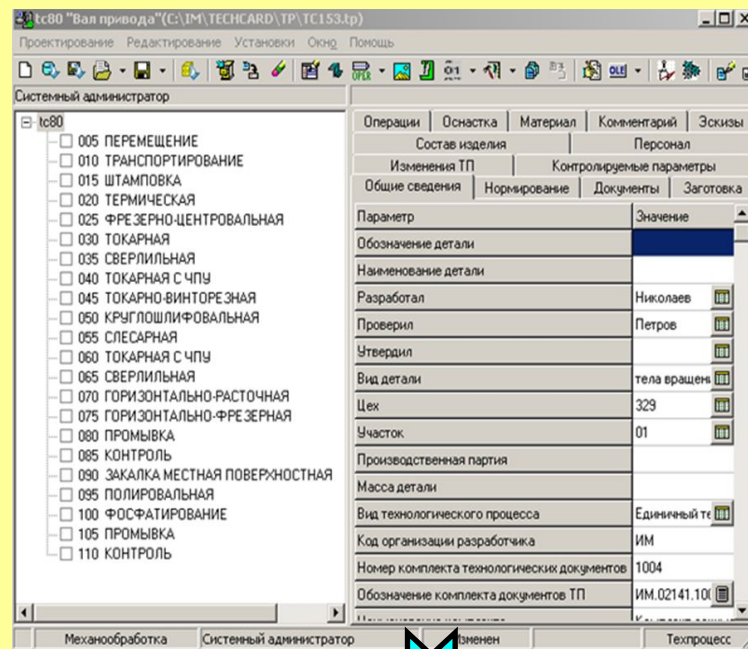 tc80 "Вал привода"(C:\IM\TECHCARD\TP\TC153.tp)
Проектирование Редактирование Установки Окно Помощь
Системный администратор
tc80
005 ПЕРЕМЕЩЕНИЕ
010 ТРАНСПОРТИРОВАНИЕ
015 ШТАМПОВКА
020 ТЕРМИЧЕСКАЯ
025 ФРЕЗЕРНО-ЦЕНТРОВАЛЬНАЯ
030 ТОКАРНАЯ
035 СВЕРЛИЛЬНАЯ
040 ТОКАРНАЯ С ЧПУ
045 ТОКАРНО-ВИНТОРЕЗНАЯ
050 КРУГЛОШЛИФОВАЛЬНАЯ
055 СЛЕСАРНАЯ
060 ТОКАРНАЯ С ЧПУ
065 СВЕРЛИЛЬНАЯ
070 ГОРИЗОНТАЛЬНО-РАСТОЧНАЯ
075 ГОРИЗОНТАЛЬНО-ФРЕЗЕРНАЯ
080 ПРОМЫВКА
085 КОНТРОЛЬ
090 ЗАКАЛКА МЕСТНАЯ ПОВЕРХНОСТНАЯ
095 ПОЛИРОВАЛЬНАЯ
100 ФОСФАТИРОВАНИЕ
105 ПРОМЫВКА
110 КОНТРОЛЬ
Операции Оснастка Материал Комментарий Эскизы
Состав изделия Персонал
Изменения ТП Контролируемые параметры
Общие сведения Нормирование Документы Заготовка
Параметр Значение
Обозначение детали
Наименование детали
Разработал Николаев
Проверил Петров
Утвердил
Вид детали тела вращен
Цех 329
Участок 01
Производственная партия
Масса детали
Вид технологического процесса Единичный те
Код организации разработчика ИМ
Номер комплекта технологических документов 1004
Обозначение комплекта документов ТП ИМ.02141.10
Механообработка Системный администратор Изменен Техпроцесс